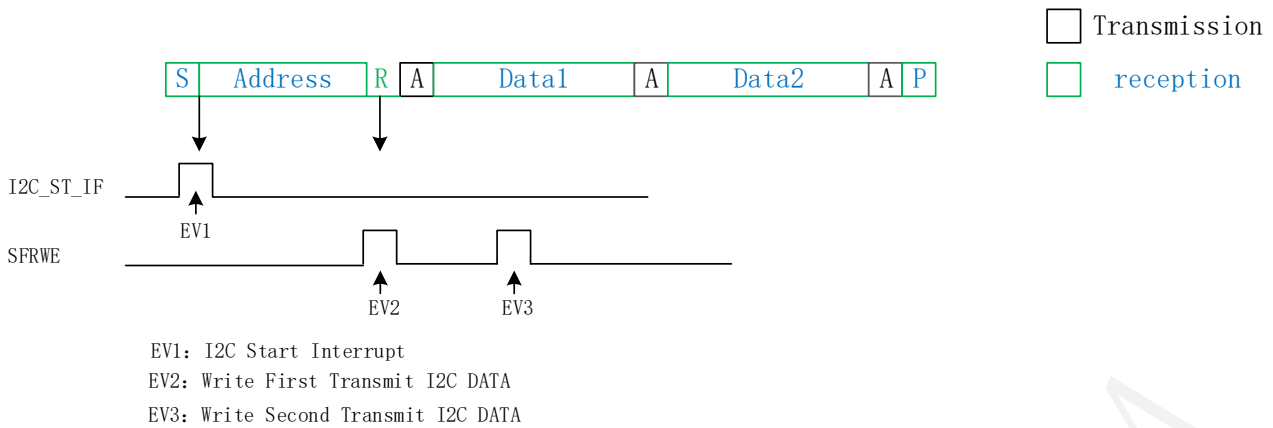 Transmission
S Address R A Data1 A Data2 A P
reception
I2C_ST_IF
EV1
SFRWE
EV2 EV3
EV1: I2C Start Interrupt
EV2: Write First Transmit I2C DATA
EV3: Write Second Transmit I2C DATA